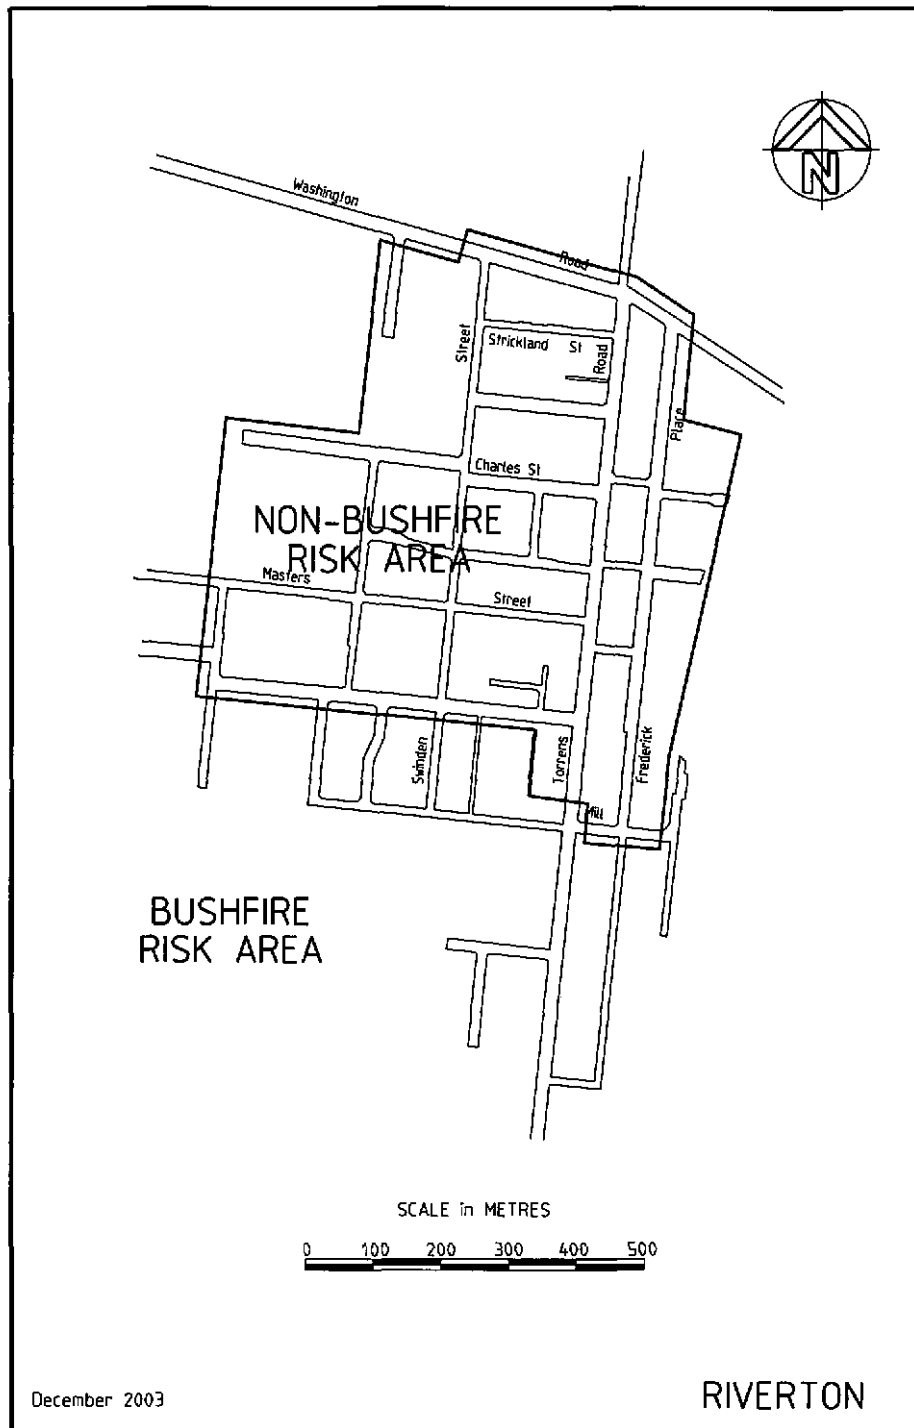 N
Washington
Road
Street
Strickland St
Road
Place
Charles St
NON-BUSHFIRE
RISK AREA
Masters
Street
Swinden
Torrens
Frederick
Mill
BUSHFIRE
RISK AREA
SCALE in METRES
0 100 200 300 400 500
December 2003
RIVERTON